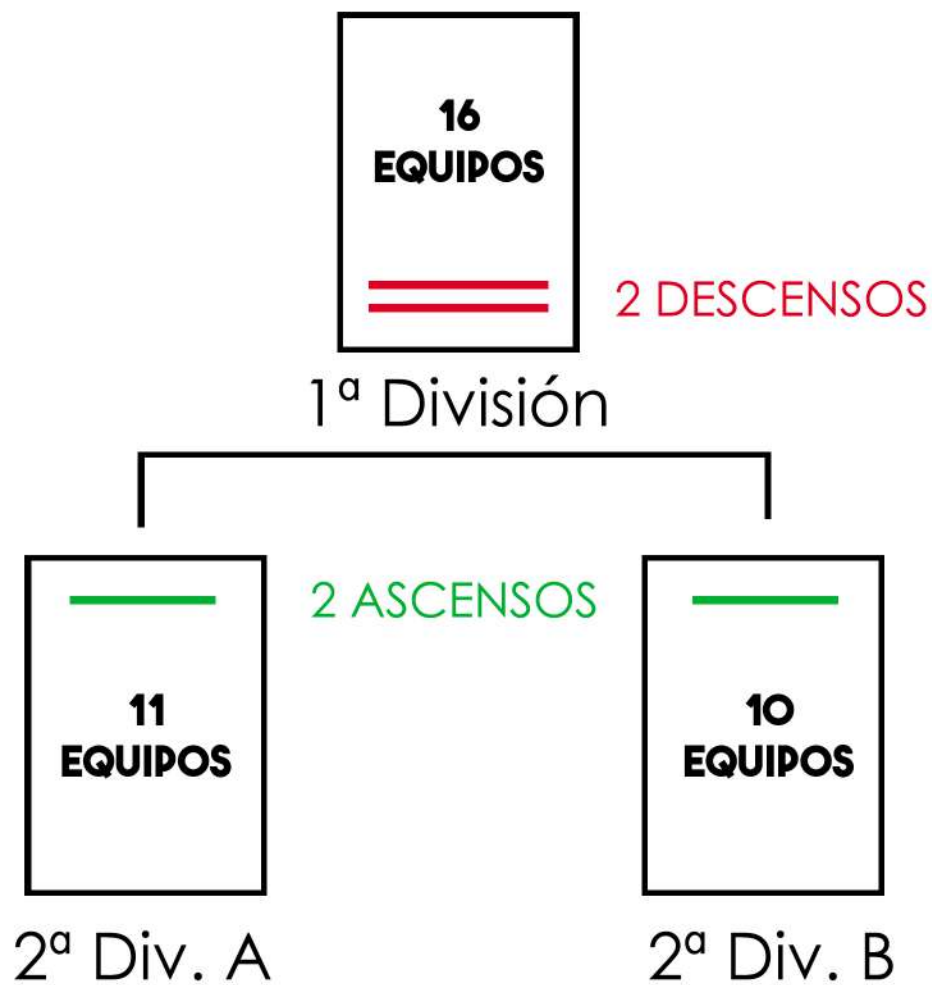 16
EQUIPOS
2 DESCENSOS
1ª División
2 ASCENSOS
11
EQUIPOS
10
EQUIPOS
2ª Div. A
2ª Div. B